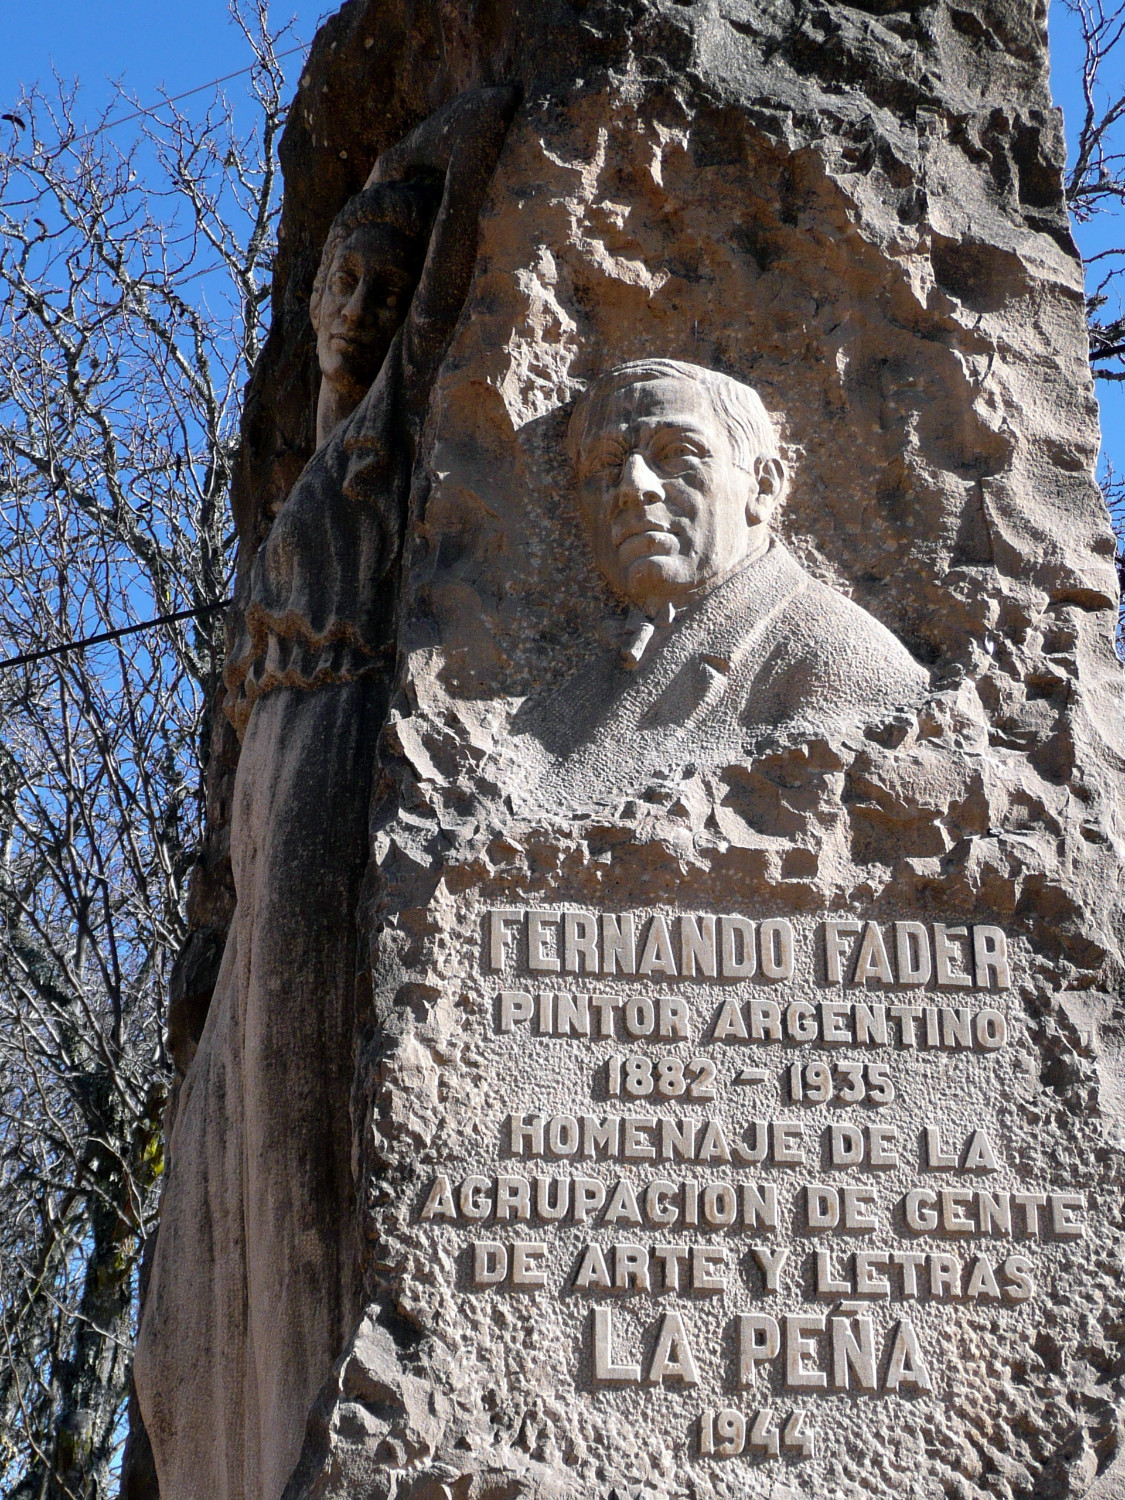 FERNANDO FADER
PINTOR ARGENTINO
1882-1935
HOMENAJE DE LA
AGRUPACION DE GENTE
DE ARTE Y LETRAS
LA PEÑA
1944